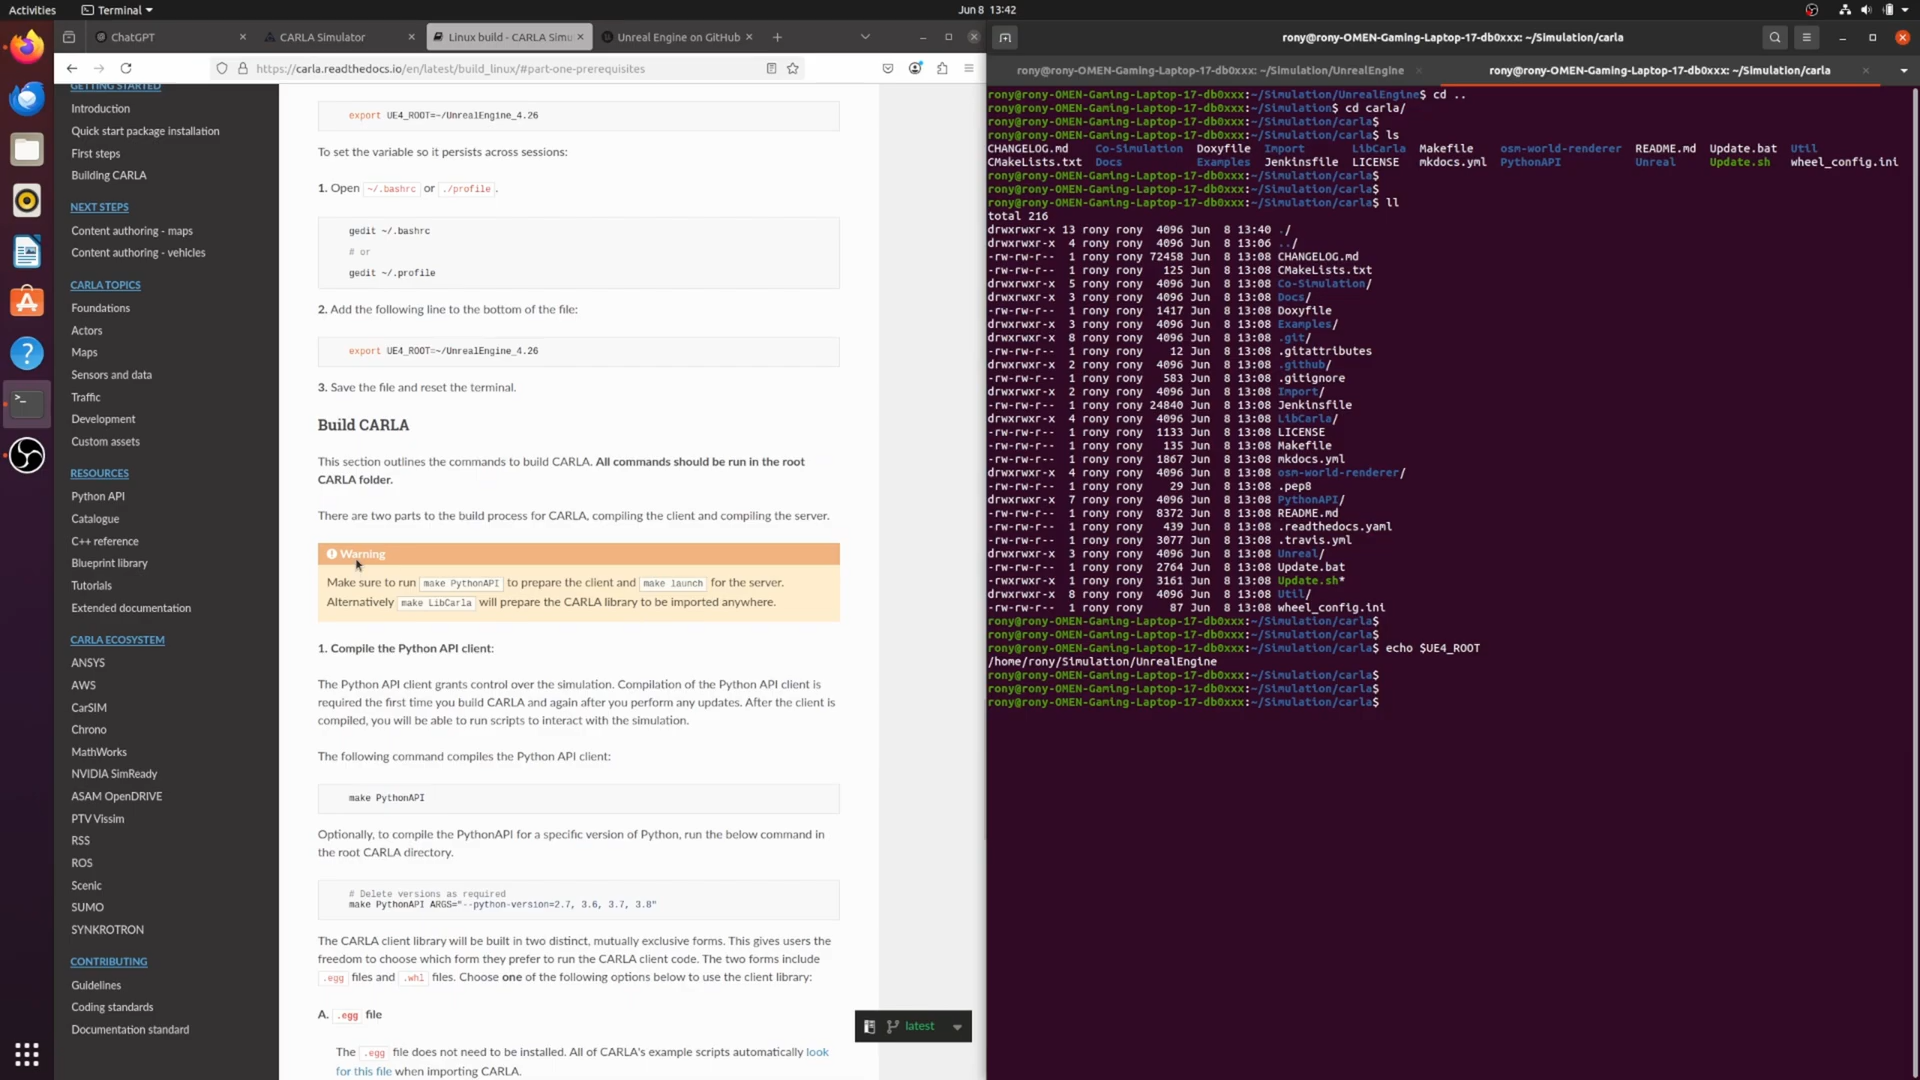 Activities
Terminal
Jun 8 13:42
ChatGPT
CARLA Simulator
Linux build - CARLA Simu
Unreal Engine on GitHub
https://carla.readthedocs.io/en/latest/build_linux/#part-one-prerequisites
GETTING STARTED
Introduction
Quick start package installation
First steps
Building CARLA
NEXT STEPS
Content authoring - maps
Content authoring - vehicles
CARLA TOPICS
Foundations
Actors
Maps
Sensors and data
Traffic
Development
Custom assets
RESOURCES
Python API
Catalogue
C++ reference
Blueprint library
Tutorials
Extended documentation
CARLA ECOSYSTEM
ANSYS
AWS
CarSIM
Chrono
MathWorks
NVIDIA SimReady
ASAM OpenDRIVE
PTV Vissim
RSS
ROS
Scenic
SUMO
SYNKROTRON
CONTRIBUTING
Guidelines
Coding standards
Documentation standard
export UE4_ROOT=~/UnrealEngine_4.26
To set the variable so it persists across sessions:
1. Open ~/.bashrc or ./profile.
gedit ~/.bashrc
# or
gedit ~/.profile
2. Add the following line to the bottom of the file:
export UE4_ROOT=~/UnrealEngine_4.26
3. Save the file and reset the terminal.
Build CARLA
This section outlines the commands to build CARLA. All commands should be run in the root
CARLA folder.
There are two parts to the build process for CARLA, compiling the client and compiling the server.
Warning
Make sure to run make PythonAPI to prepare the client and make launch for the server.
Alternatively make LibCarla will prepare the CARLA library to be imported anywhere.
1. Compile the Python API client:
The Python API client grants control over the simulation. Compilation of the Python API client is
required the first time you build CARLA and again after you perform any updates. After the client is
compiled, you will be able to run scripts to interact with the simulation.
The following command compiles the Python API client:
make PythonAPI
Optionally, to compile the PythonAPI for a specific version of Python, run the below command in
the root CARLA directory.
# Delete versions as required
make PythonAPI ARGS="--python-version=2.7, 3.6, 3.7, 3.8"
The CARLA client library will be built in two distinct, mutually exclusive forms. This gives users the
freedom to choose which form they prefer to run the CARLA client code. The two forms include
.egg files and .whl files. Choose one of the following options below to use the client library:
A. .egg file
The .egg file does not need to be installed. All of CARLA's example scripts automatically look
for this file when importing CARLA.
latest
rony@rony-OMEN-Gaming-Laptop-17-db0xxx: ~/Simulation/carla
rony@rony-OMEN-Gaming-Laptop-17-db0xxx: ~/Simulation/UnrealEngine
rony@rony-OMEN-Gaming-Laptop-17-db0xxx: ~/Simulation/carla
rony@rony-OMEN-Gaming-Laptop-17-db0xxx:~/Simulation/UnrealEngine$ cd ..
rony@rony-OMEN-Gaming-Laptop-17-db0xxx:~/Simulation$ cd carla/
rony@rony-OMEN-Gaming-Laptop-17-db0xxx:~/Simulation/carla$
rony@rony-OMEN-Gaming-Laptop-17-db0xxx:~/Simulation/carla$ ls
CHANGELOG.md Co-Simulation Doxyfile Import LibCarla Makefile osm-world-renderer README.md Update.bat Util
CMakeLists.txt Docs Examples Jenkinsfile LICENSE mkdocs.yml PythonAPI Unreal Update.sh wheel_config.ini
rony@rony-OMEN-Gaming-Laptop-17-db0xxx:~/Simulation/carla$
rony@rony-OMEN-Gaming-Laptop-17-db0xxx:~/Simulation/carla$
rony@rony-OMEN-Gaming-Laptop-17-db0xxx:~/Simulation/carla$ ll
total 216
drwxrwxr-x 13 rony rony 4096 Jun 8 13:40 ./
drwxrwxr-x 4 rony rony 4096 Jun 8 13:06 ../
-rw-rw-r-- 1 rony rony 72458 Jun 8 13:08 CHANGELOG.md
-rw-rw-r-- 1 rony rony 125 Jun 8 13:08 CMakeLists.txt
drwxrwxr-x 5 rony rony 4096 Jun 8 13:08 Co-Simulation/
drwxrwxr-x 3 rony rony 4096 Jun 8 13:08 Docs/
-rw-rw-r-- 1 rony rony 1417 Jun 8 13:08 Doxyfile
drwxrwxr-x 3 rony rony 4096 Jun 8 13:08 Examples/
drwxrwxr-x 8 rony rony 4096 Jun 8 13:08 .git/
-rw-rw-r-- 1 rony rony 12 Jun 8 13:08 .gitattributes
drwxrwxr-x 2 rony rony 4096 Jun 8 13:08 .github/
-rw-rw-r-- 1 rony rony 583 Jun 8 13:08 .gitignore
drwxrwxr-x 2 rony rony 4096 Jun 8 13:08 Import/
-rw-rw-r-- 1 rony rony 24840 Jun 8 13:08 Jenkinsfile
drwxrwxr-x 4 rony rony 4096 Jun 8 13:08 LibCarla/
-rw-rw-r-- 1 rony rony 1133 Jun 8 13:08 LICENSE
-rw-rw-r-- 1 rony rony 135 Jun 8 13:08 Makefile
-rw-rw-r-- 1 rony rony 1867 Jun 8 13:08 mkdocs.yml
drwxrwxr-x 4 rony rony 4096 Jun 8 13:08 osm-world-renderer/
-rw-rw-r-- 1 rony rony 29 Jun 8 13:08 .pep8
drwxrwxr-x 7 rony rony 4096 Jun 8 13:08 PythonAPI/
-rw-rw-r-- 1 rony rony 8372 Jun 8 13:08 README.md
-rw-rw-r-- 1 rony rony 439 Jun 8 13:08 .readthedocs.yaml
-rw-rw-r-- 1 rony rony 3077 Jun 8 13:08 .travis.yml
drwxrwxr-x 3 rony rony 4096 Jun 8 13:08 Unreal/
-rw-rw-r-- 1 rony rony 2764 Jun 8 13:08 Update.bat
-rwxrwxr-x 1 rony rony 3161 Jun 8 13:08 Update.sh*
drwxrwxr-x 8 rony rony 4096 Jun 8 13:08 Util/
-rw-rw-r-- 1 rony rony 87 Jun 8 13:08 wheel_config.ini
rony@rony-OMEN-Gaming-Laptop-17-db0xxx:~/Simulation/carla$
rony@rony-OMEN-Gaming-Laptop-17-db0xxx:~/Simulation/carla$
rony@rony-OMEN-Gaming-Laptop-17-db0xxx:~/Simulation/carla$ echo $UE4_ROOT
/home/rony/Simulation/UnrealEngine
rony@rony-OMEN-Gaming-Laptop-17-db0xxx:~/Simulation/carla$
rony@rony-OMEN-Gaming-Laptop-17-db0xxx:~/Simulation/carla$
rony@rony-OMEN-Gaming-Laptop-17-db0xxx:~/Simulation/carla$